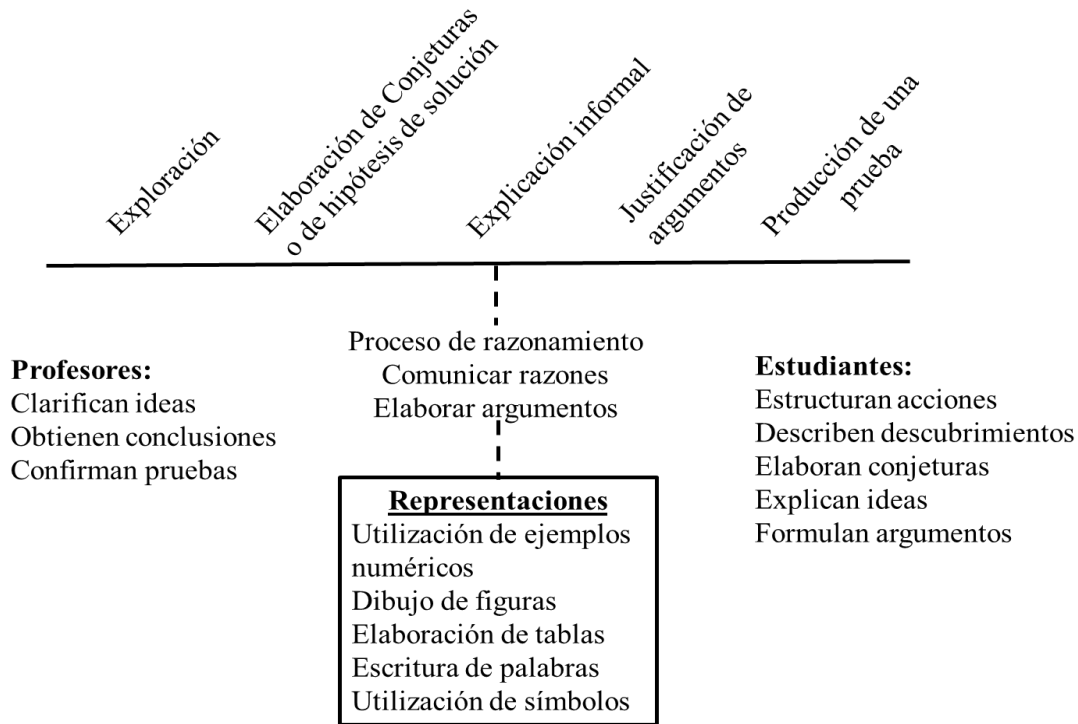 Exploración
Elaboración de Conjeturas
o de hipótesis de solución
Explicación informal
Justificación de
argumentos
Producción de una
prueba
Profesores:
Clarifican ideas
Obtienen conclusiones
Confirman pruebas
Proceso de razonamiento
Comunicar razones
Elaborar argumentos
Representaciones
Utilización de ejemplos
numéricos
Dibujo de figuras
Elaboración de tablas
Escritura de palabras
Utilización de símbolos
Estudiantes:
Estructuran acciones
Describen descubrimientos
Elaboran conjeturas
Explican ideas
Formulan argumentos